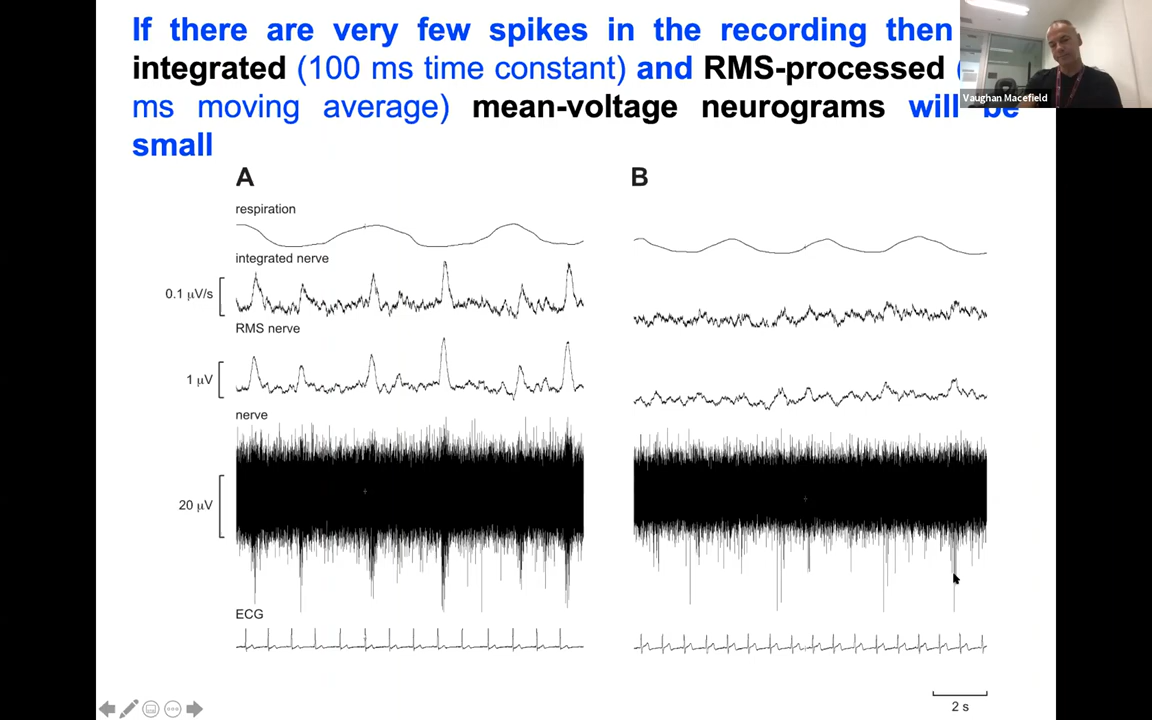 If there are very few spikes in the recording then
integrated (100 ms time constant) and RMS-processed (
ms moving average) mean-voltage neurograms will be
small
Vaughan Macefield
A
B
respiration
integrated nerve
0.1 µV/s
RMS nerve
1 µV
nerve
20 µV
ECG
2 s